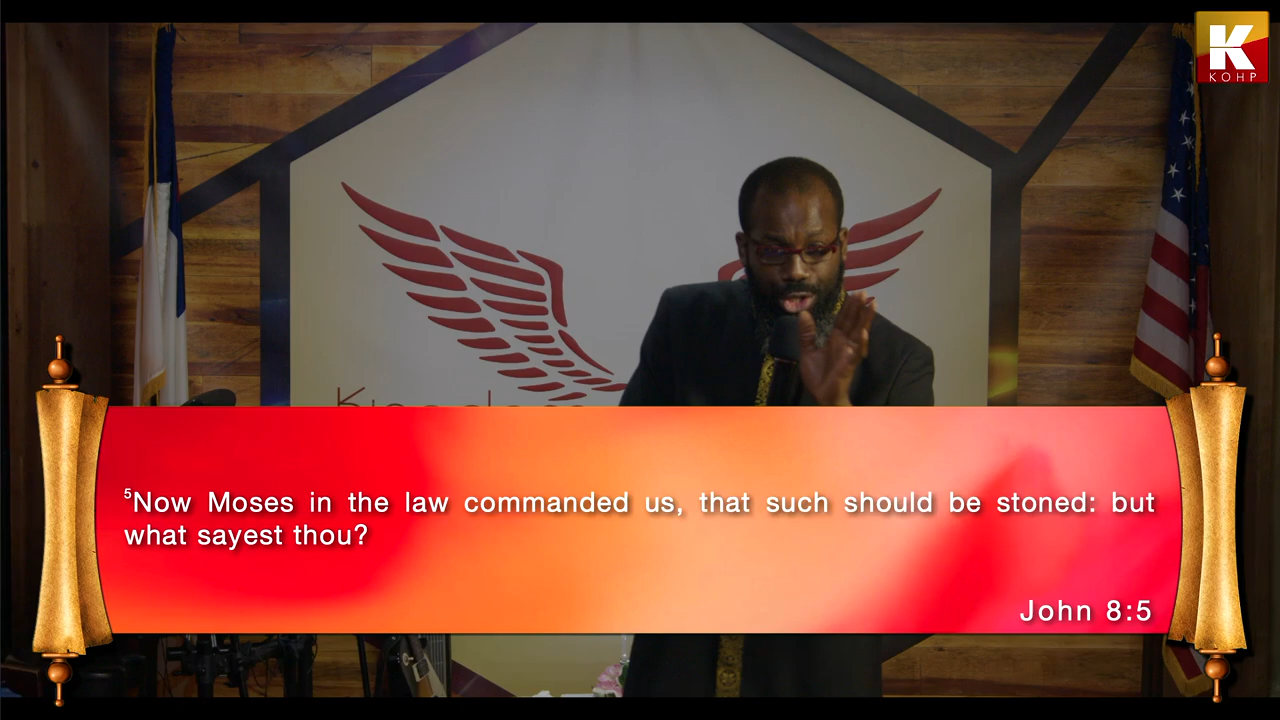 K
KOHP
Kingdom
⁵Now Moses in the law commanded us, that such should be stoned: but
what sayest thou?
John 8:5